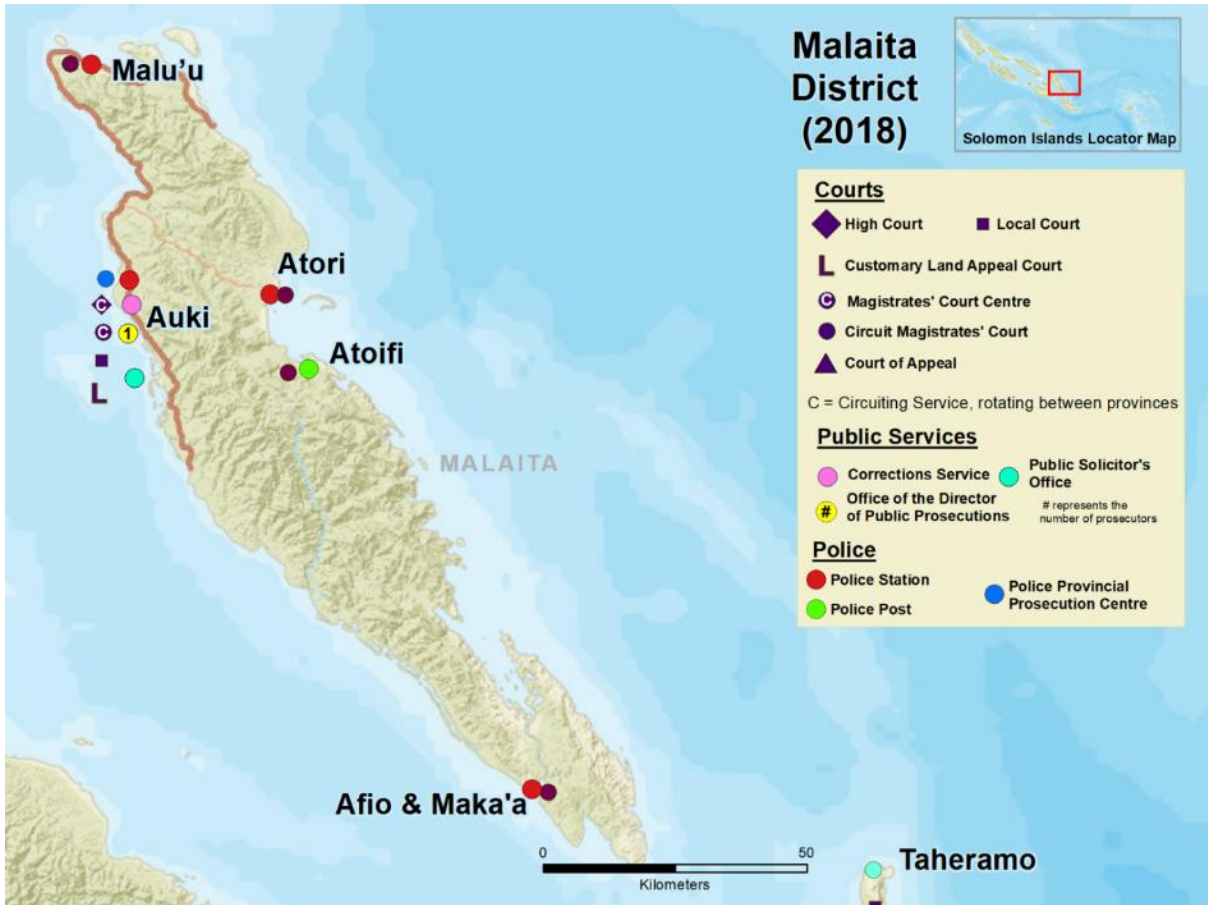 Malaita
District
(2018)
Solomon Islands Locator Map
Malu'u
Atori
Auki
C
C
1
L
Atoifi
MALAITA
Afio & Maka'a
Taheramo
0
50
Kilometers
Courts
High Court
Local Court
L
Customary Land Appeal Court
C
Magistrates' Court Centre
Circuit Magistrates' Court
Court of Appeal
C = Circuiting Service, rotating between provinces
Public Services
Corrections Service
Public Solicitor's
Office
#
Office of the Director
of Public Prosecutions
# represents the
number of prosecutors
Police
Police Station
Police Post
Police Provincial
Prosecution Centre